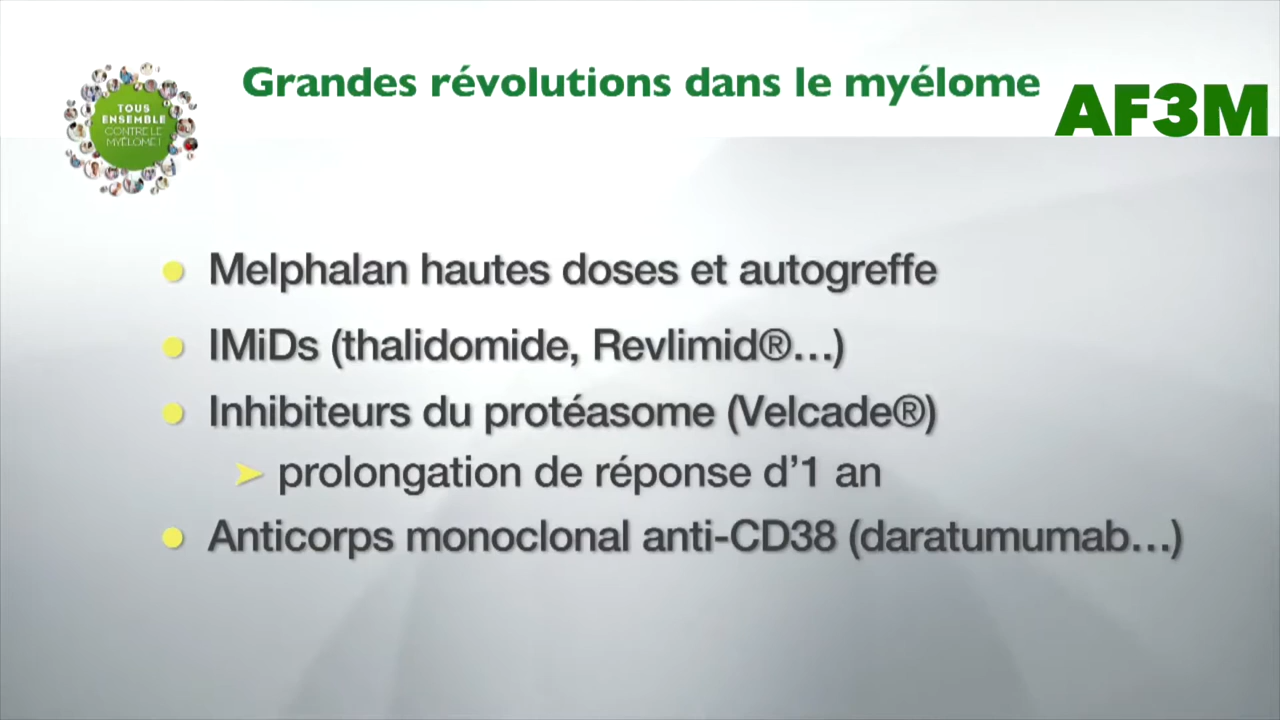 Grandes révolutions dans le myélome
AF3M
TOUS
ENSEMBLE
CONTRE LE
MYÉLOME !
Melphalan hautes doses et autogreffe
IMiDs (thalidomide, Revlimid®...)
Inhibiteurs du protéasome (Velcade®)
➤ prolongation de réponse d’1 an
Anticorps monoclonal anti-CD38 (daratumumab...)